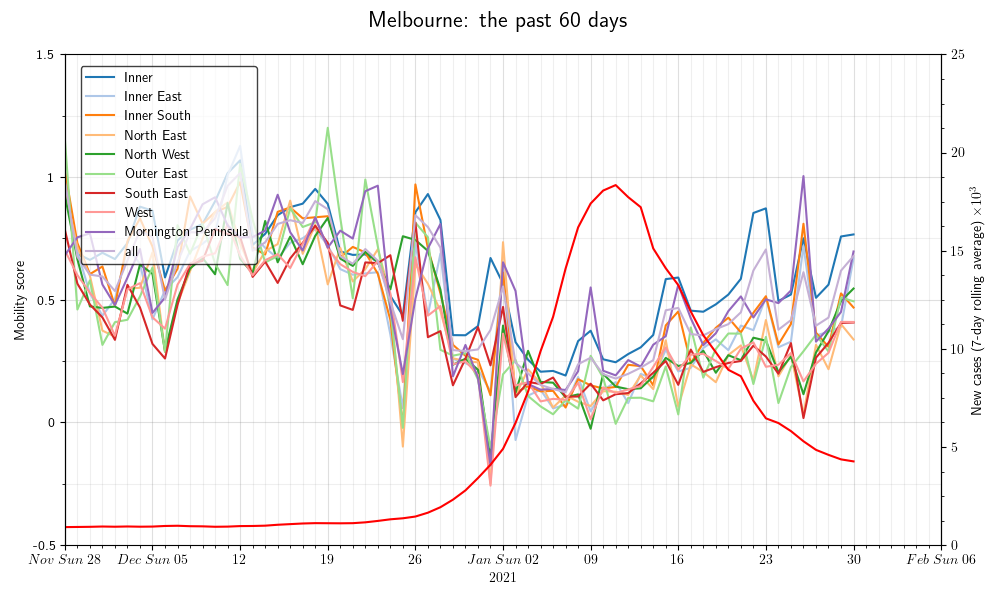 Melbourne: the past 60 days
1.5
1
0.5
0
-0.5
Mobility score
25
20
15
10
5
0
New cases (7-day rolling average) ×10³
Inner
Inner East
Inner South
North East
North West
Outer East
South East
West
Mornington Peninsula
all
Nov Sun 28
Dec Sun 05
12
19
26
Jan Sun 02
09
16
23
30
Feb Sun 06
2021